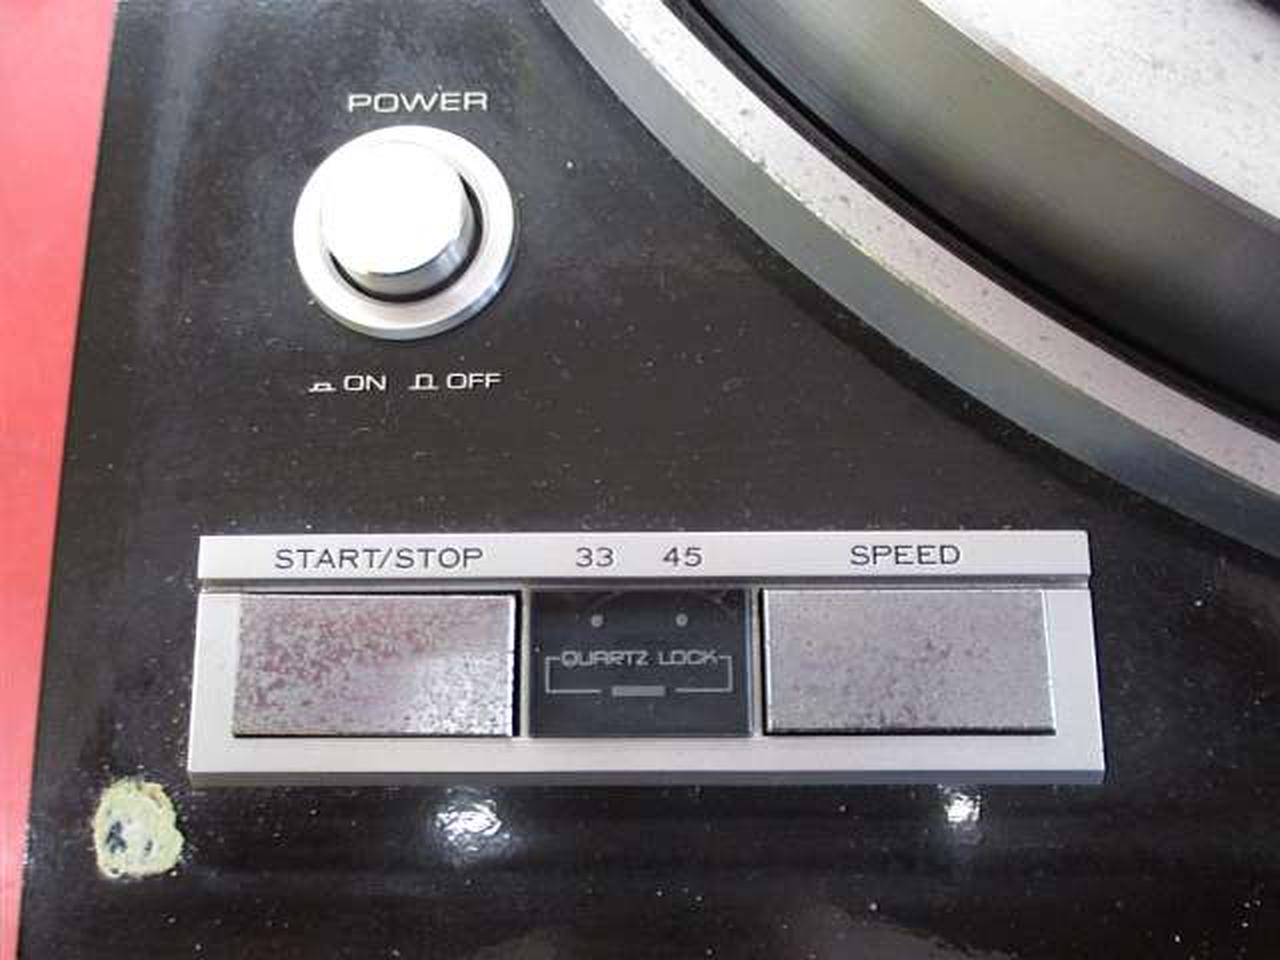 POWER
ON OFF
START/STOP 33 45 SPEED
QUARTZ LOCK